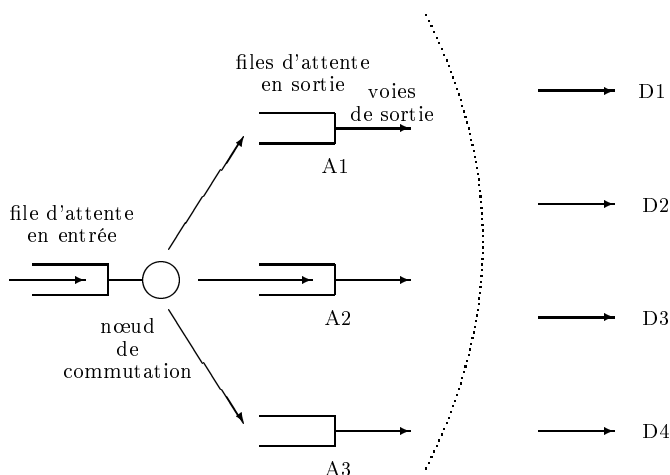 files d'attente
en sortie
voies
de sortie
D1
A1
D2
file d'attente
en entrée
nœud
de
commutation
A2
D3
A3
D4